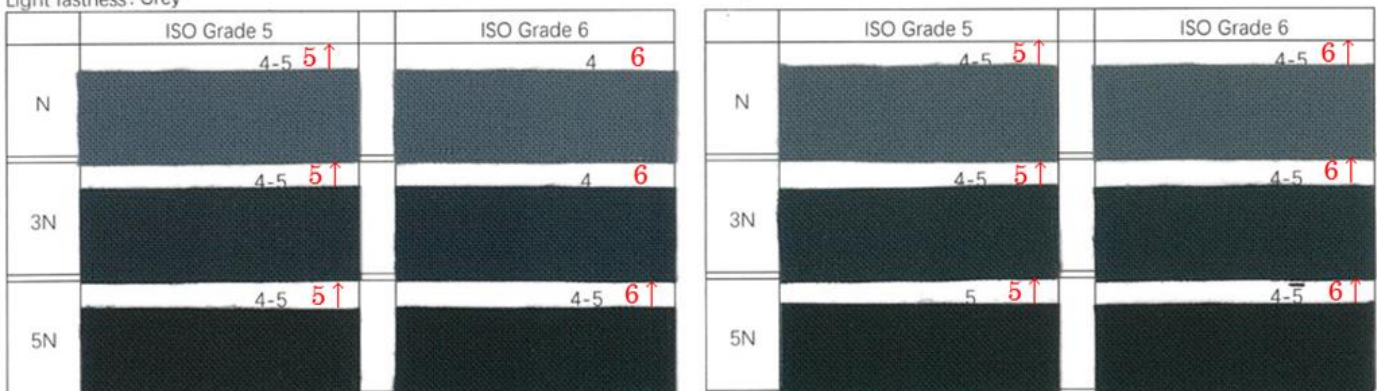 Light fastness: Grey
ISO Grade 5 ISO Grade 6
4-5 5↑ 4 6
N
4-5 5↑ 4 6
3N
4-5 5↑ 4-5 6↑
5N
ISO Grade 5 ISO Grade 6
4-5 5↑ 4-5 6↑
N
4-5 5↑ 4-5 6↑
3N
5 5↑ 4-5 6↑
5N